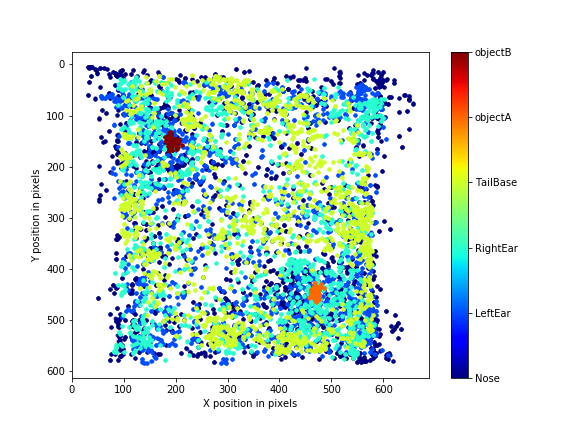 0
100
200
300
400
500
600
Y position in pixels
0
100
200
300
400
500
600
X position in pixels
objectB
objectA
TailBase
RightEar
LeftEar
Nose